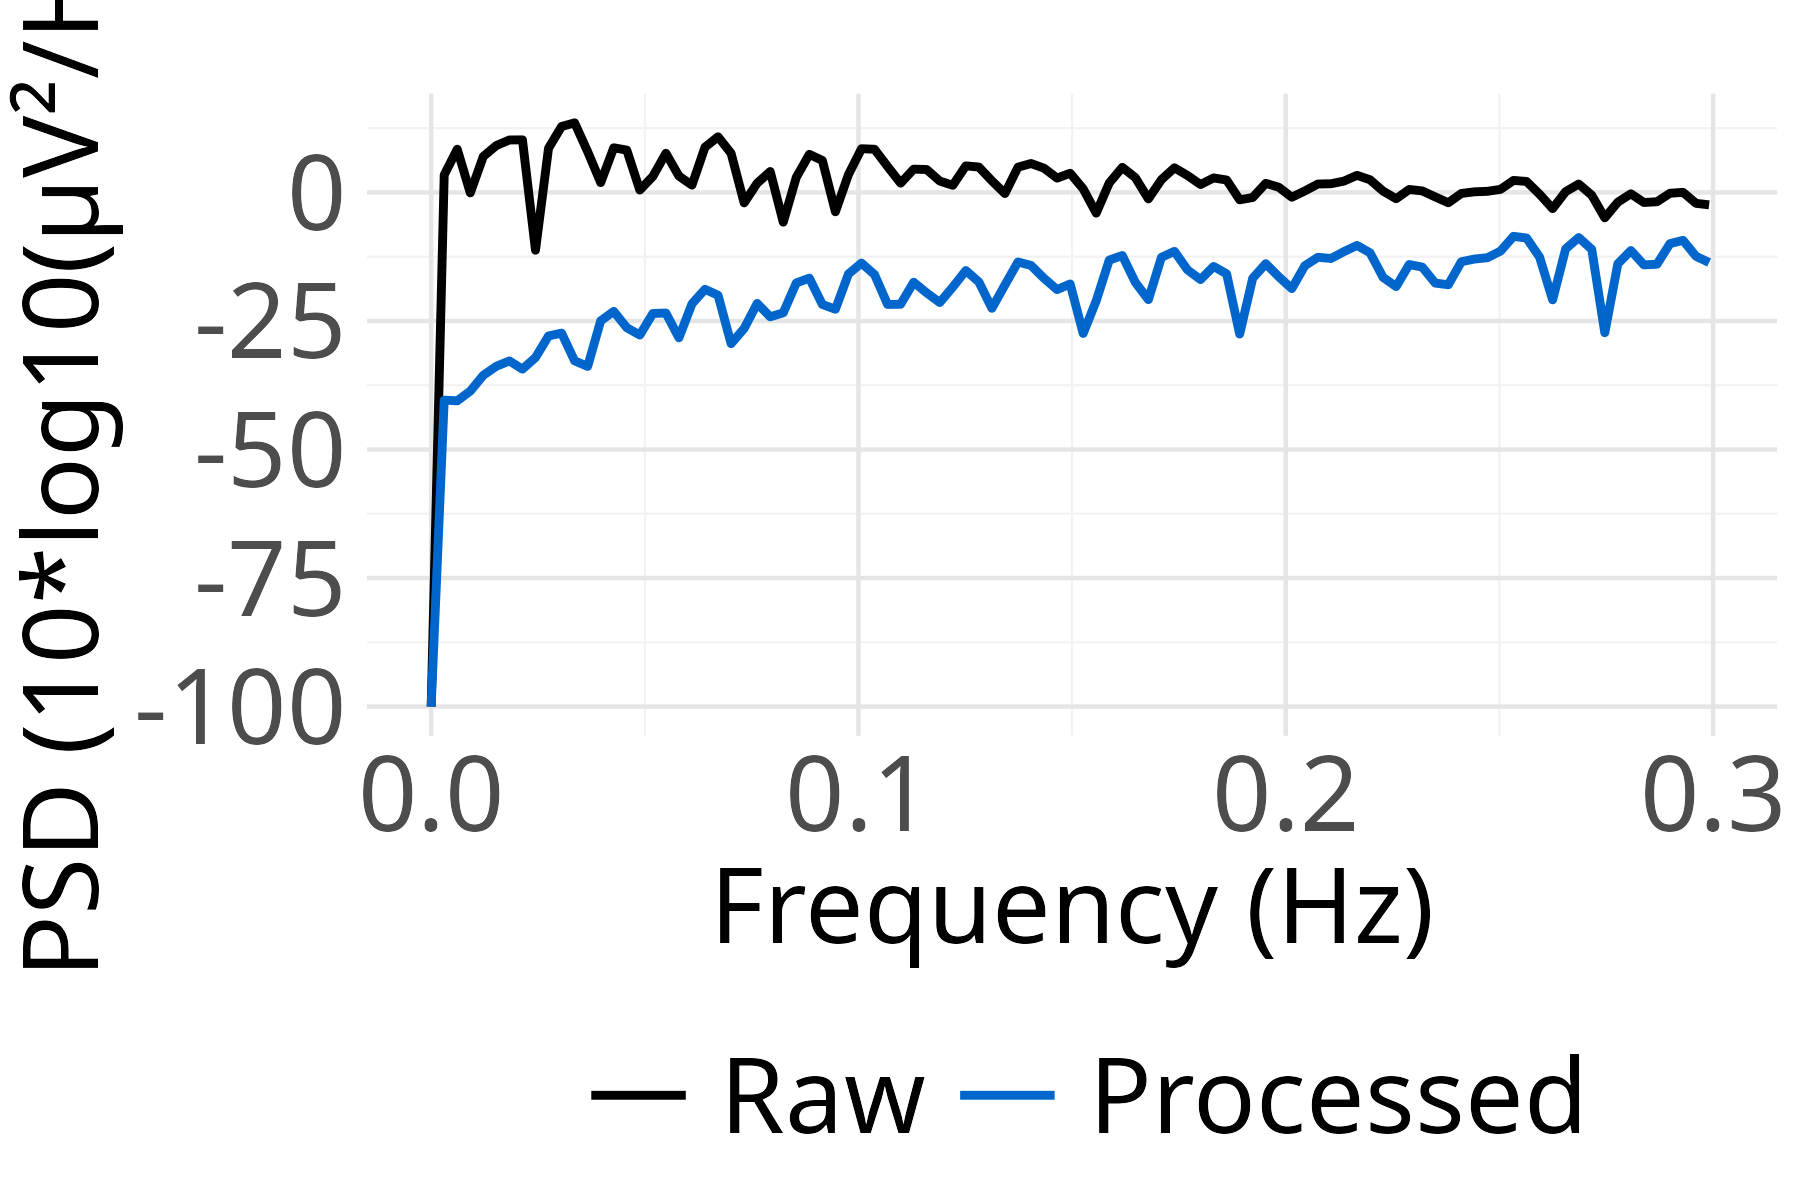 PSD (10*log10(μV²/H
0
-25
-50
-75
-100
0.0 0.1 0.2 0.3
Frequency (Hz)
Raw Processed